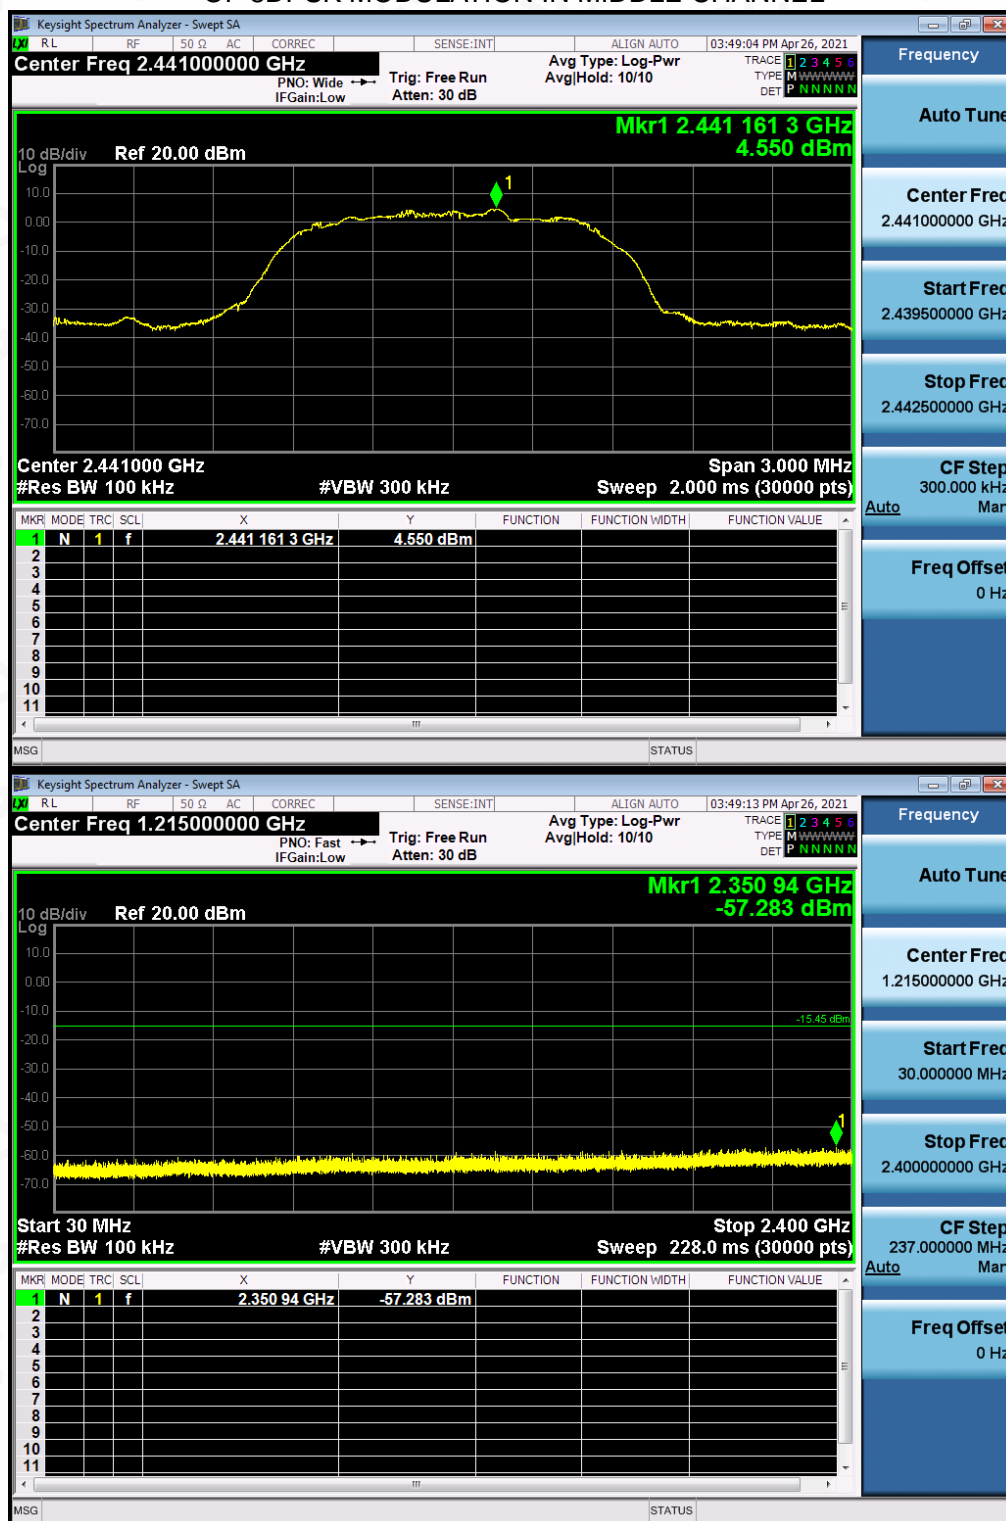 OF 8DPSK MODULATION IN MIDDLE CHANNEL
Keysight Spectrum Analyzer - Swept SA
LXI RL RF 50 Ω AC CORREC SENSE:INT ALIGN AUTO 03:49:04 PM Apr 26, 2021
Center Freq 2.441000000 GHz
Avg Type: Log-Pwr
TRACE 1 2 3 4 5 6
PNO: Wide
Trig: Free Run
Avg|Hold: 10/10
TYPE M WWWWW
IFGain:Low
Atten: 30 dB
DET P N N N N N
Mkr1 2.441 161 3 GHz
4.550 dBm
10 dB/div Ref 20.00 dBm
Log
10.0
0.00
-10.0
-20.0
-30.0
-40.0
-50.0
-60.0
-70.0
1
Center 2.441000 GHz Span 3.000 MHz
#Res BW 100 kHz #VBW 300 kHz Sweep 2.000 ms (30000 pts)
MKR MODE TRC SCL X Y FUNCTION FUNCTION WIDTH FUNCTION VALUE
1 N 1 f 2.441 161 3 GHz 4.550 dBm
2
3
4
5
6
7
8
9
10
11
MSG STATUS
Frequency
Auto Tune
Center Freq
2.441000000 GHz
Start Freq
2.439500000 GHz
Stop Freq
2.442500000 GHz
CF Step
300.000 kHz
Auto Man
Freq Offset
0 Hz
Keysight Spectrum Analyzer - Swept SA
LXI RL RF 50 Ω AC CORREC SENSE:INT ALIGN AUTO 03:49:13 PM Apr 26, 2021
Center Freq 1.215000000 GHz
Avg Type: Log-Pwr
TRACE 1 2 3 4 5 6
PNO: Fast
Trig: Free Run
Avg|Hold: 10/10
TYPE M WWWWW
IFGain:Low
Atten: 30 dB
DET P N N N N N
Mkr1 2.350 94 GHz
-57.283 dBm
10 dB/div Ref 20.00 dBm
Log
10.0
0.00
-10.0
-20.0
-30.0
-40.0
-50.0
-60.0
-70.0
-15.45 dBm
1
Start 30 MHz Stop 2.400 GHz
#Res BW 100 kHz #VBW 300 kHz Sweep 228.0 ms (30000 pts)
MKR MODE TRC SCL X Y FUNCTION FUNCTION WIDTH FUNCTION VALUE
1 N 1 f 2.350 94 GHz -57.283 dBm
2
3
4
5
6
7
8
9
10
11
MSG STATUS
Frequency
Auto Tune
Center Freq
1.215000000 GHz
Start Freq
30.000000 MHz
Stop Freq
2.400000000 GHz
CF Step
237.000000 MHz
Auto Man
Freq Offset
0 Hz